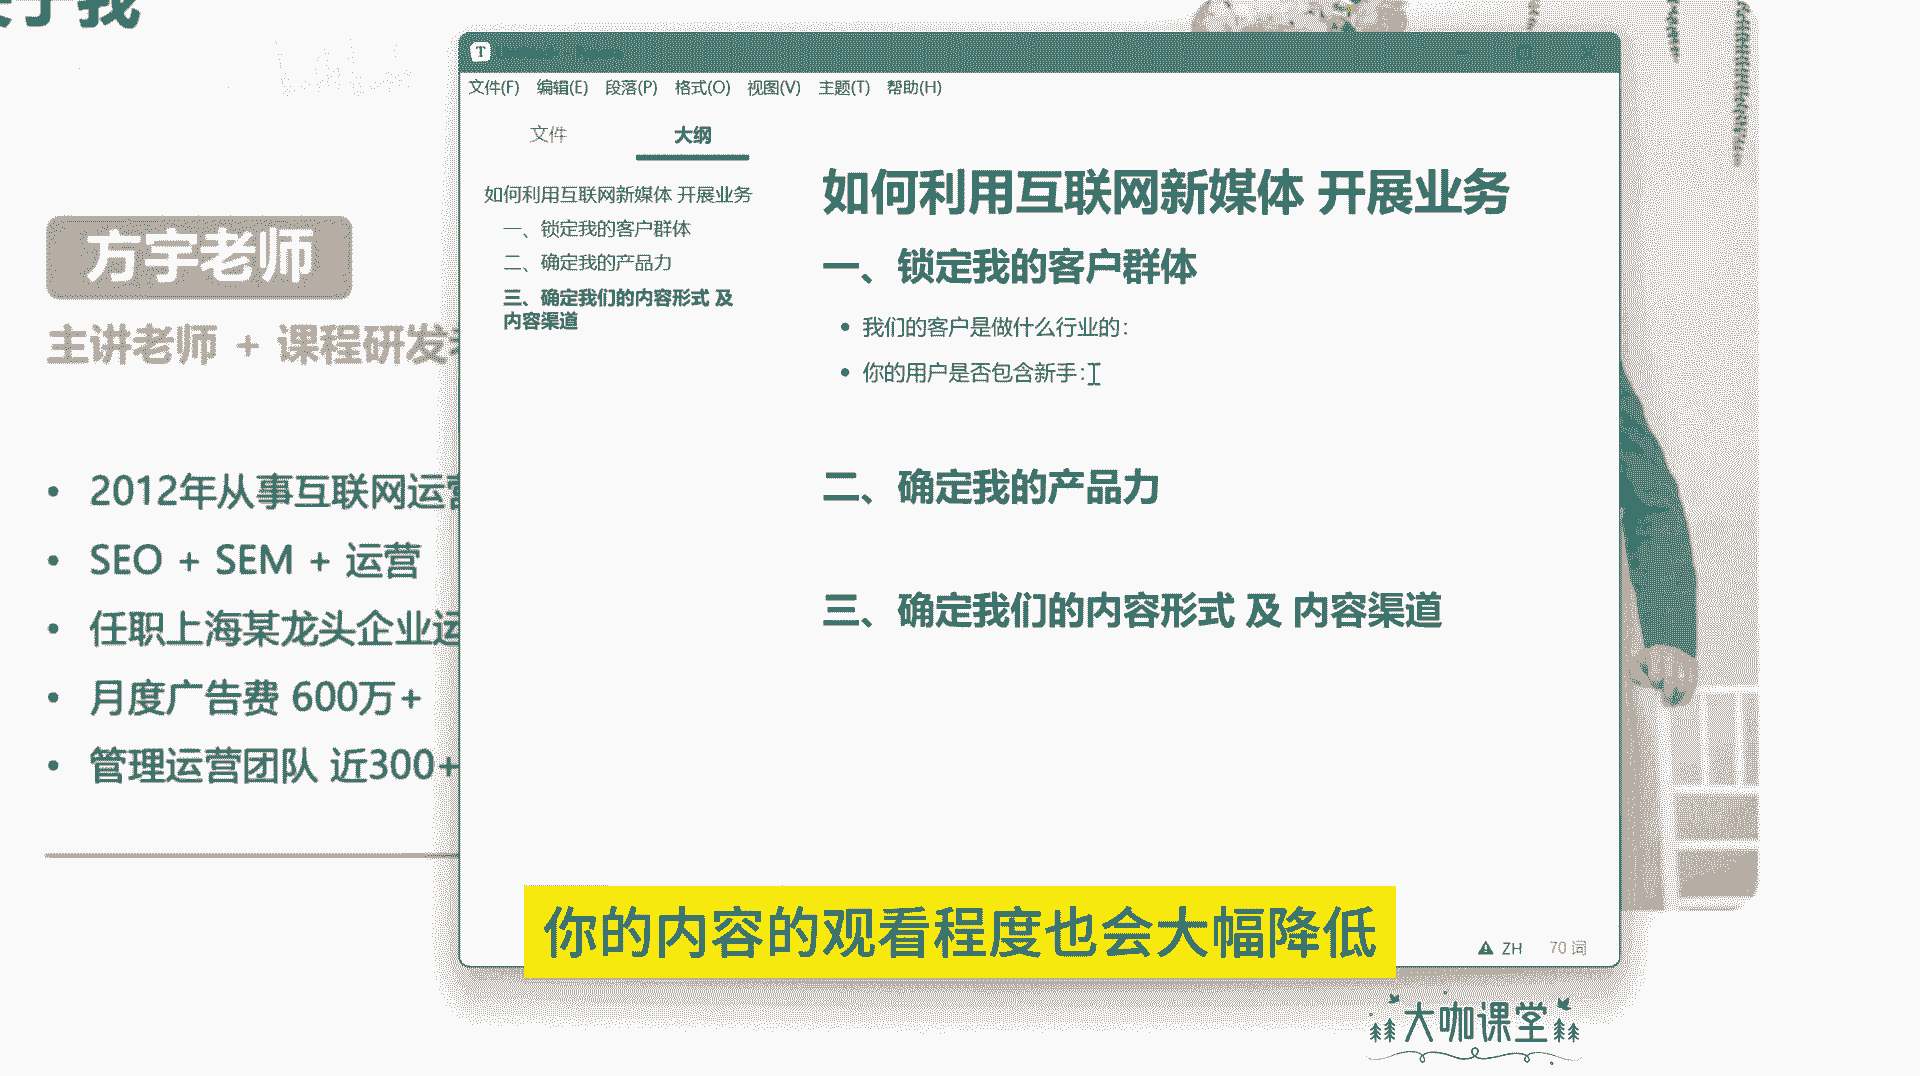 方宇老师
主讲老师 + 课程研发
2012年从事互联网运营
SEO + SEM + 运营
任职上海某龙头企业运
月度广告费 600万+
管理运营团队 近300+
T
文件(F) 编辑(E) 段落(P) 格式(O) 视图(V) 主题(T) 帮助(H)
文件 大纲
如何利用互联网新媒体 开展业务
一、锁定我的客户群体
二、确定我的产品力
三、确定我们的内容形式 及
内容渠道
如何利用互联网新媒体 开展业务
一、锁定我的客户群体
我们的客户是做什么行业的:
你的用户是否包含新手:
二、确定我的产品力
三、确定我们的内容形式 及 内容渠道
ZH 70 词
你的内容的观看程度也会大幅降低
大咖课堂